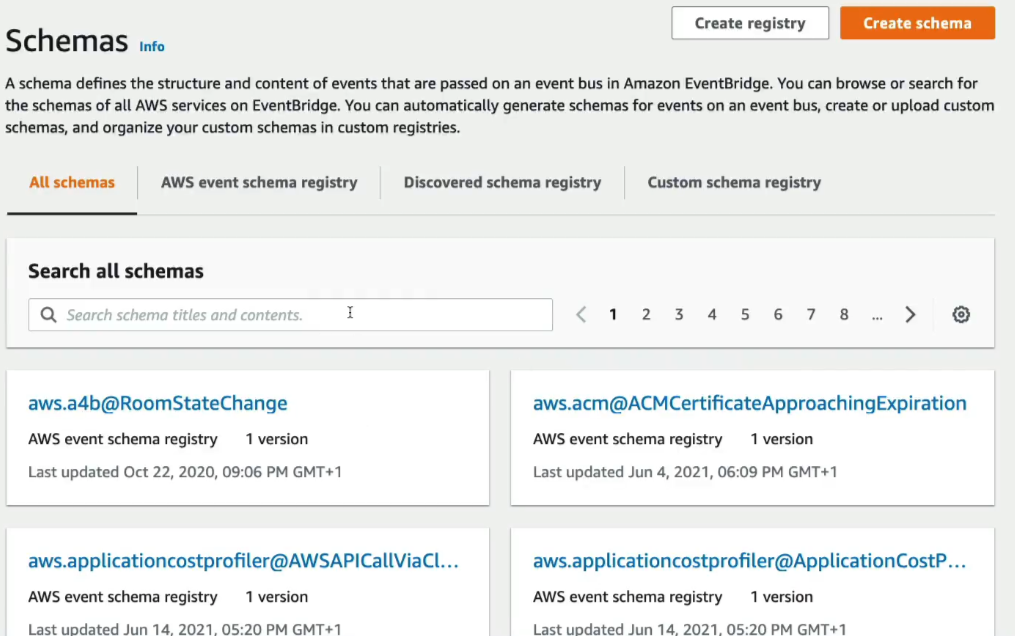 Schemas Info
Create registry
Create schema
A schema defines the structure and content of events that are passed on an event bus in Amazon EventBridge. You can browse or search for
the schemas of all AWS services on EventBridge. You can automatically generate schemas for events on an event bus, create or upload custom
schemas, and organize your custom schemas in custom registries.
All schemas
AWS event schema registry
Discovered schema registry
Custom schema registry
Search all schemas
Search schema titles and contents.
1 2 3 4 5 6 7 8 ...
aws.a4b@RoomStateChange
AWS event schema registry 1 version
Last updated Oct 22, 2020, 09:06 PM GMT+1
aws.acm@ACMCertificateApproachingExpiration
AWS event schema registry 1 version
Last updated Jun 4, 2021, 06:09 PM GMT+1
aws.applicationcostprofiler@AWSAPICallViaCl...
AWS event schema registry 1 version
Last updated Jun 14, 2021, 05:20 PM GMT+1
aws.applicationcostprofiler@ApplicationCostP...
AWS event schema registry 1 version
Last updated Jun 14, 2021, 05:20 PM GMT+1